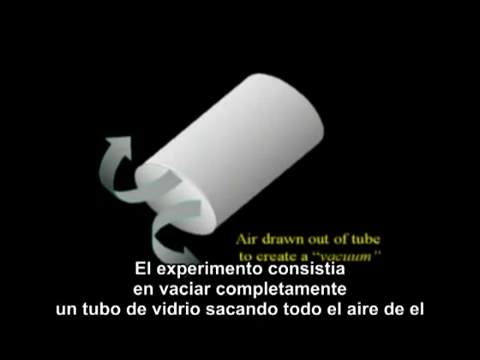 Air drawn out of tube
to create a "vacuum"
El experimento consistia
en vaciar completamente
un tubo de vidrio sacando todo el aire de el